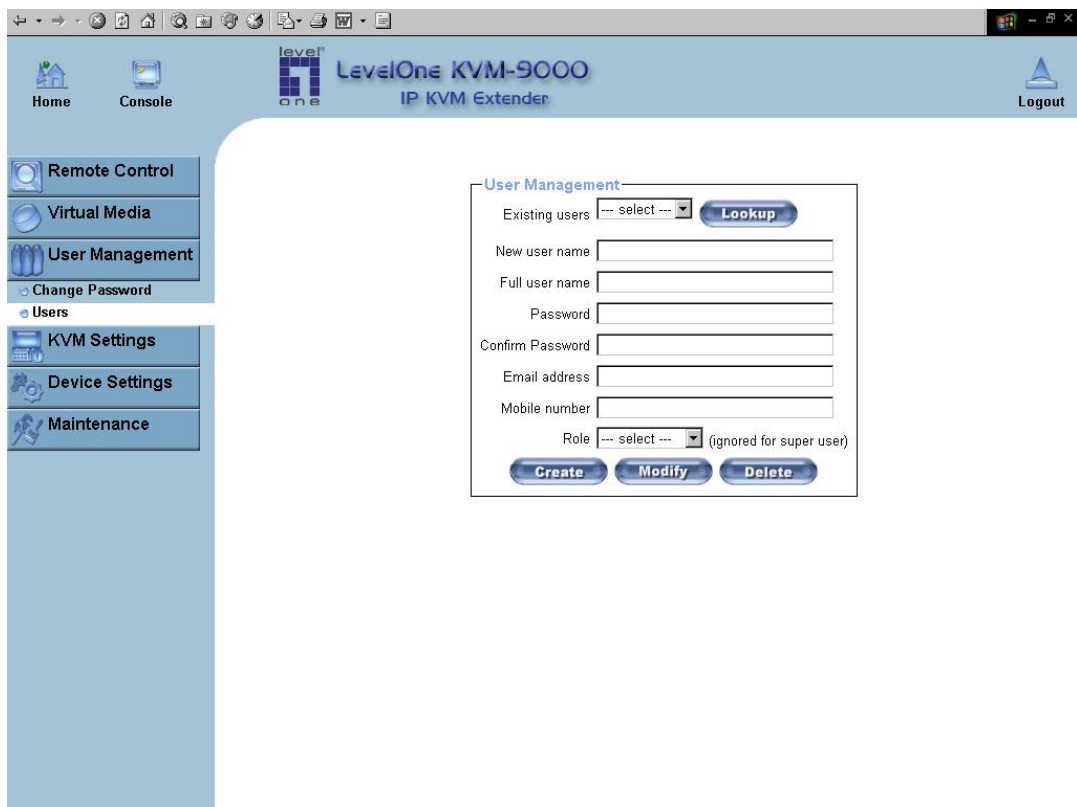 level
one
LevelOne KVM-9000
IP KVM Extender
Home
Console
Logout
Remote Control
Virtual Media
User Management
Change Password
Users
KVM Settings
Device Settings
Maintenance
User Management
Existing users --- select --- Lookup
New user name
Full user name
Password
Confirm Password
Email address
Mobile number
Role --- select --- (ignored for super user)
Create Modify Delete